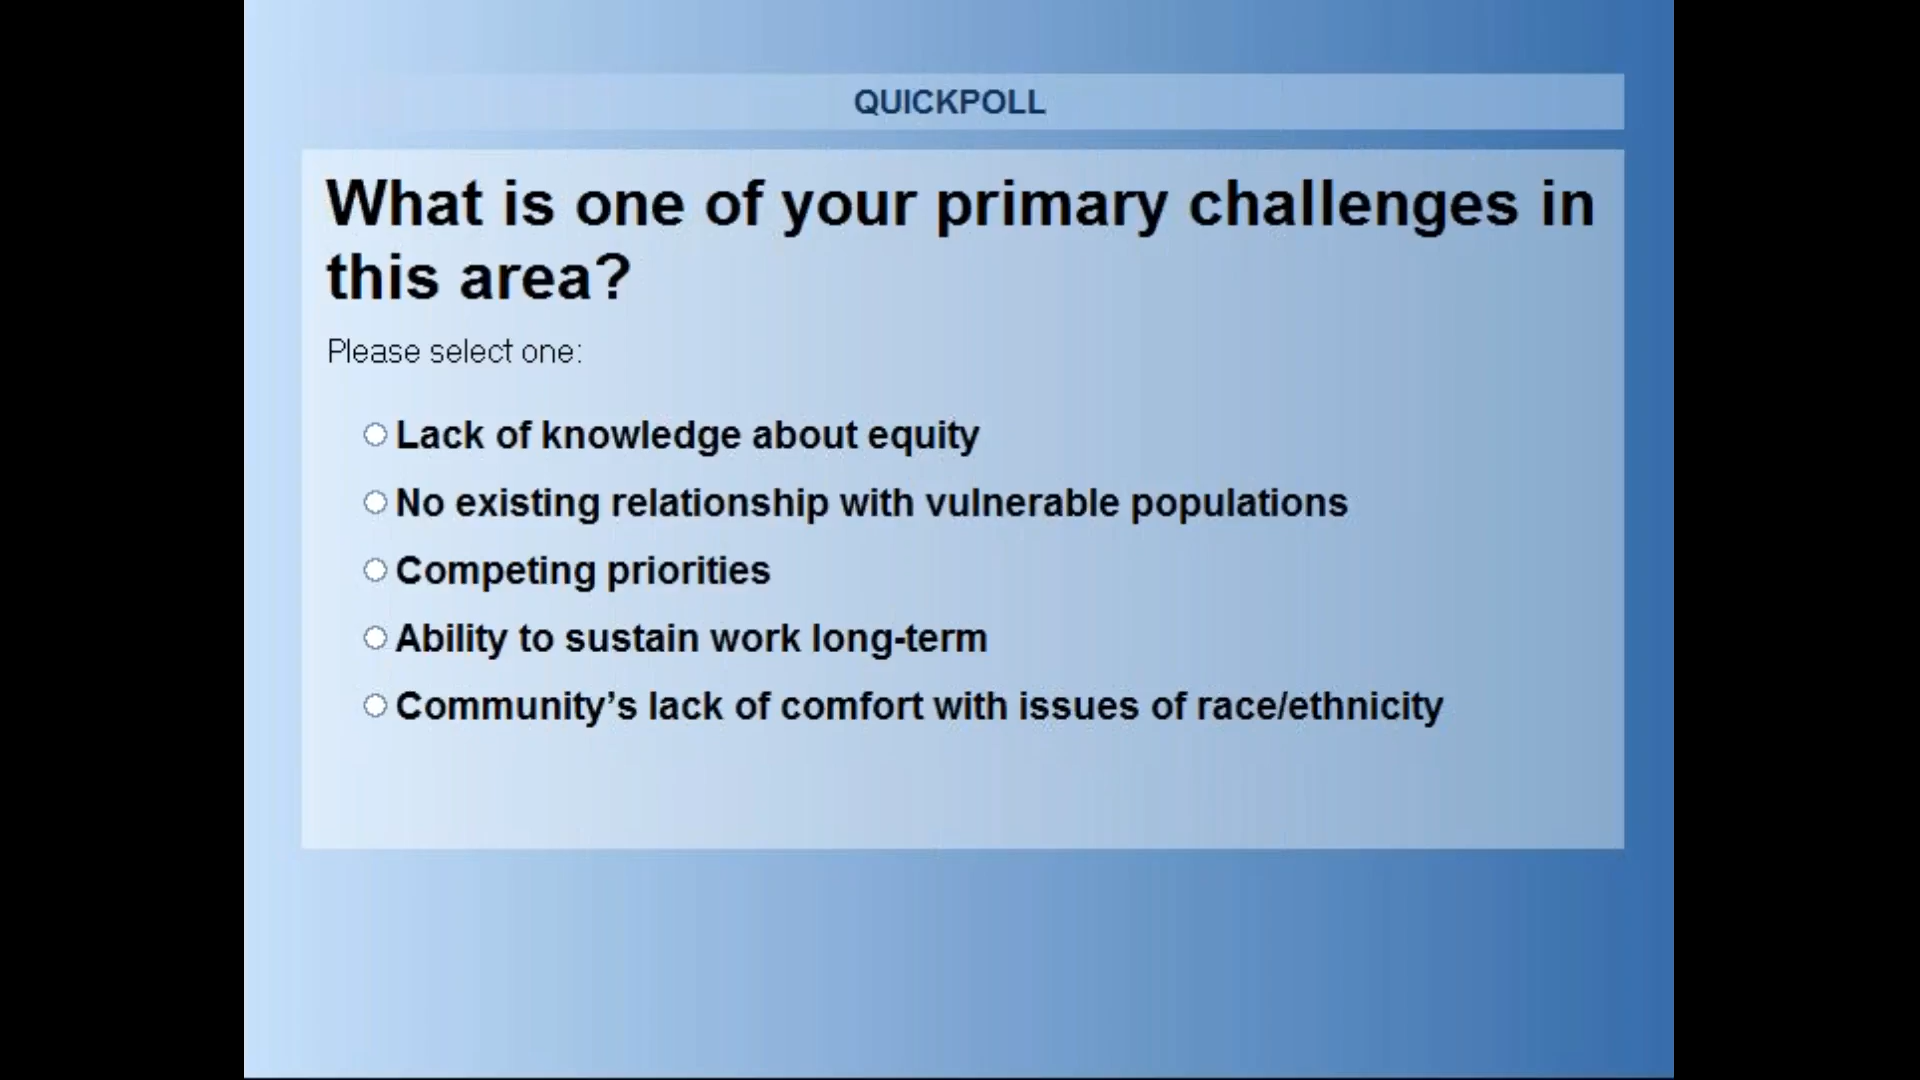 QUICKPOLL
What is one of your primary challenges in
this area?
Please select one:
Lack of knowledge about equity
No existing relationship with vulnerable populations
Competing priorities
Ability to sustain work long-term
Community’s lack of comfort with issues of race/ethnicity